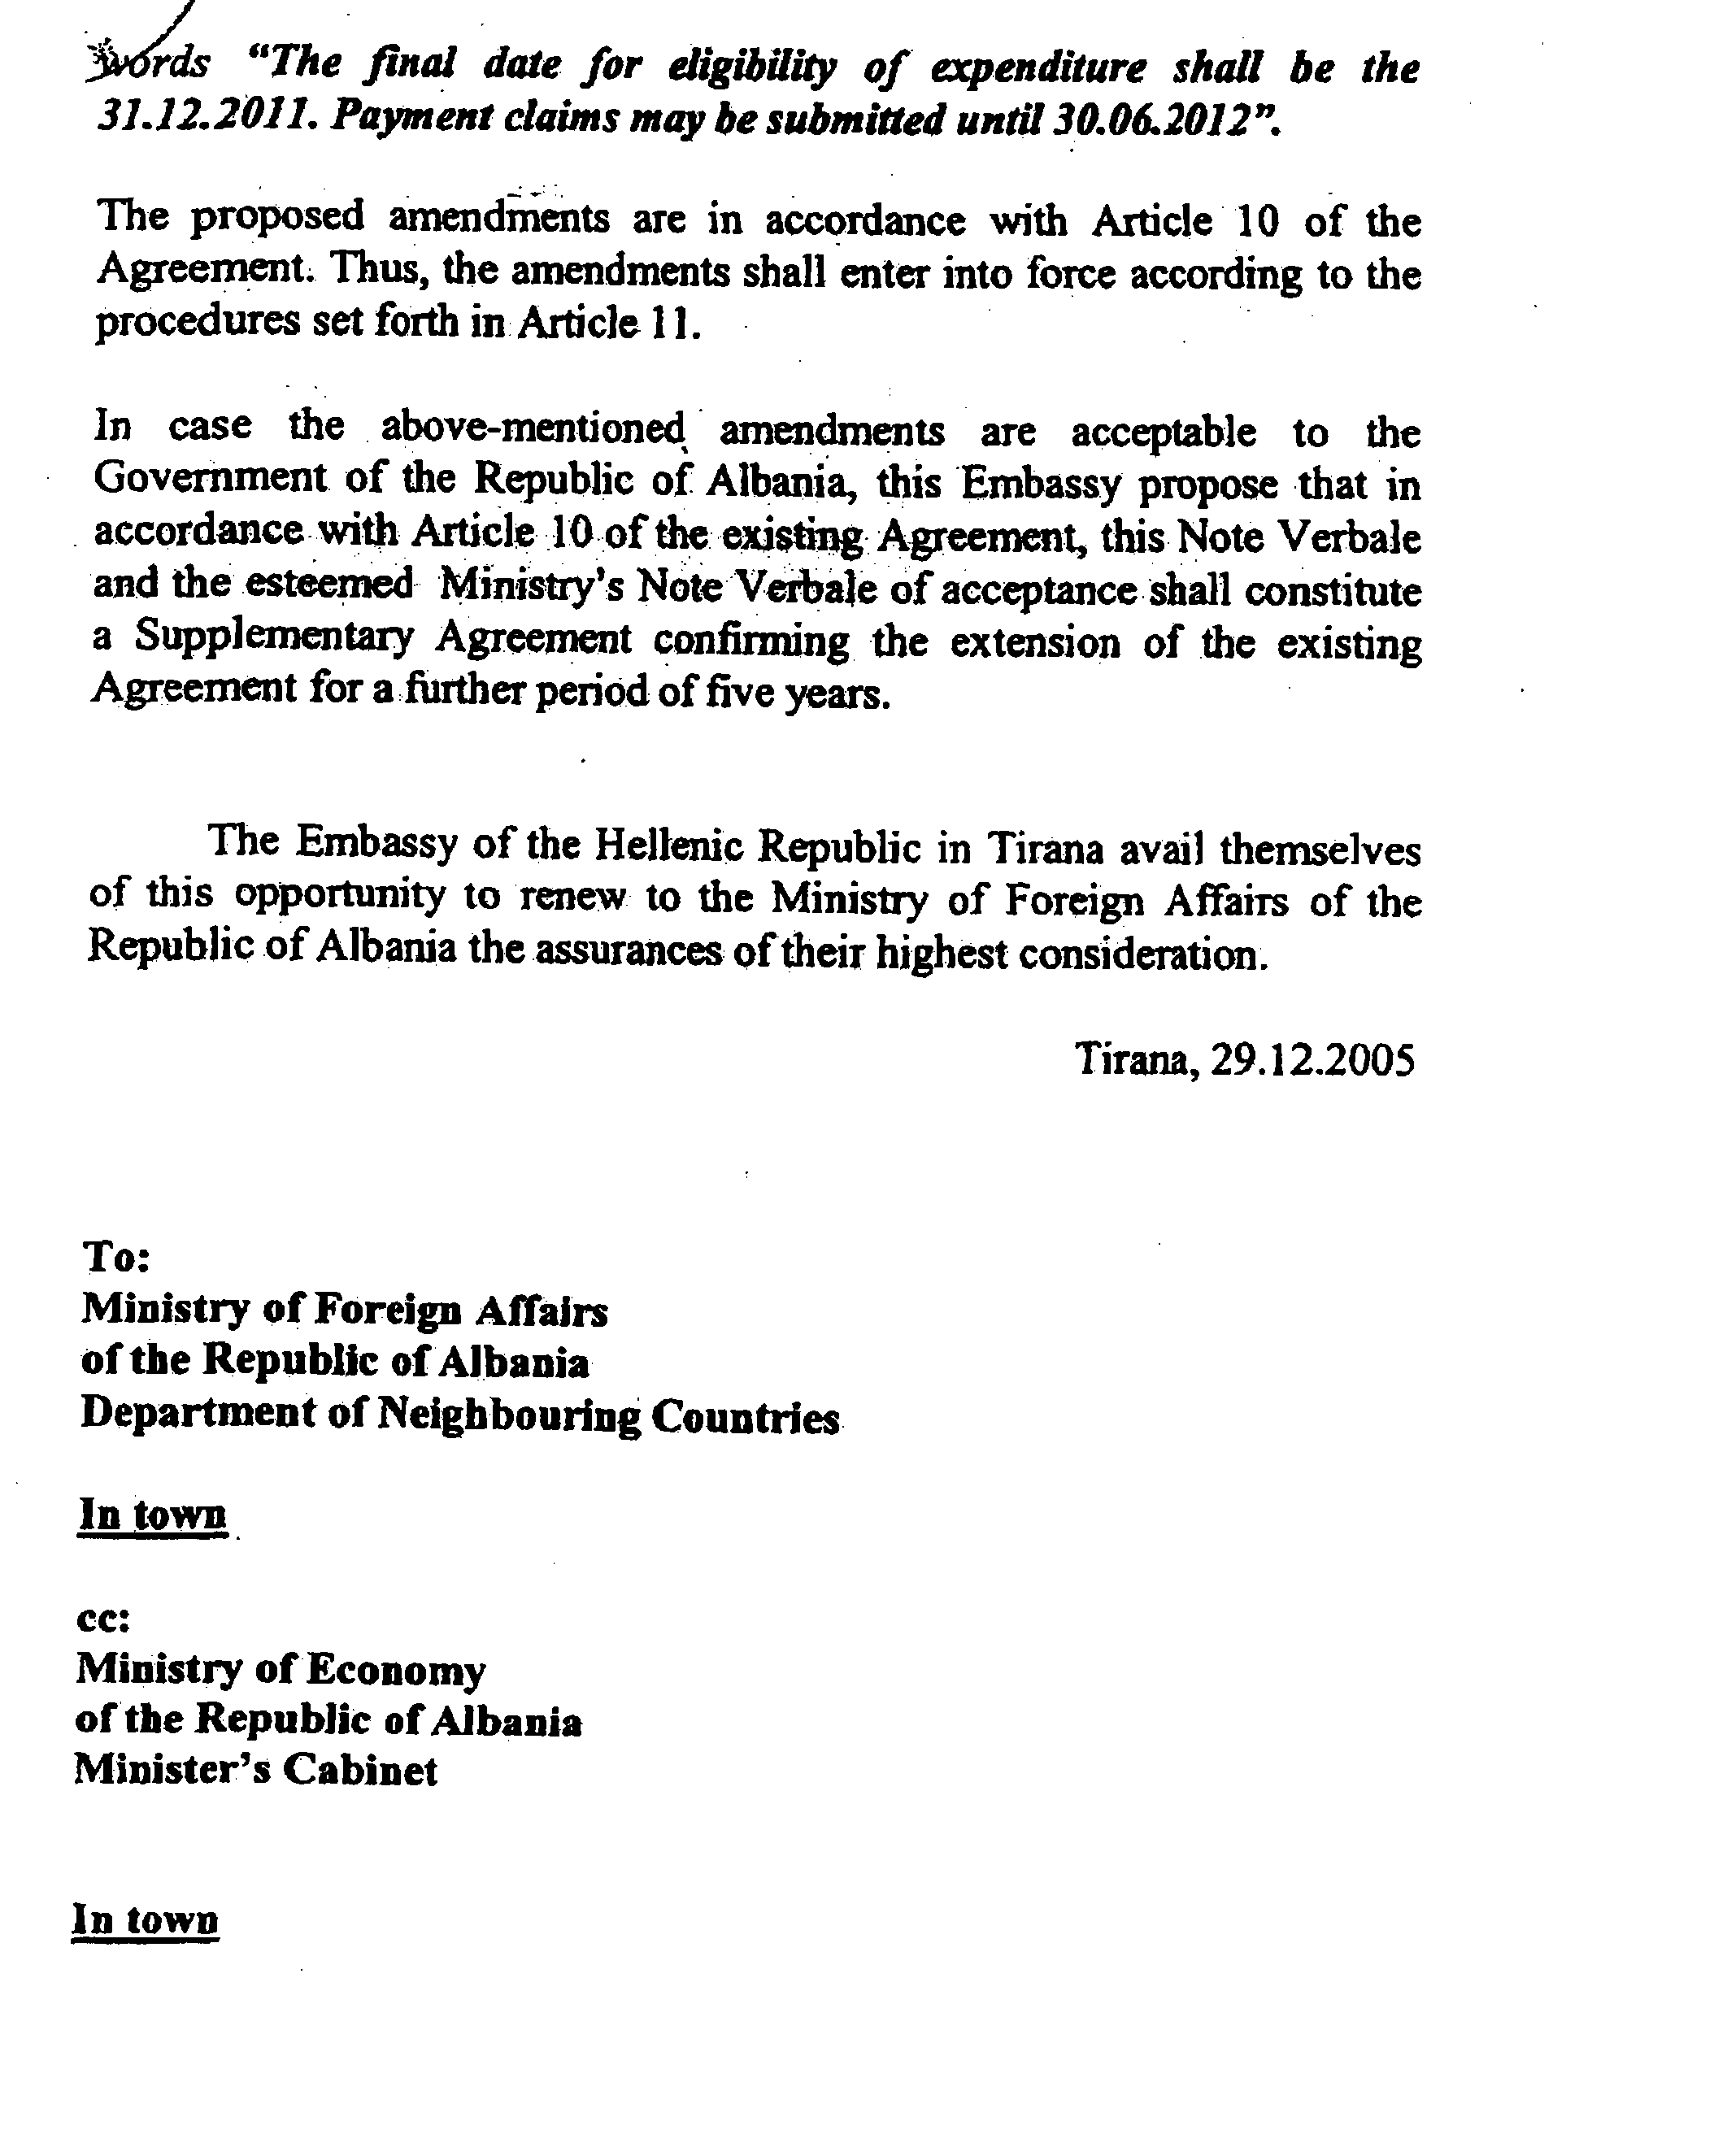 words “The final date for eligibility of expenditure shall be the
31.12.2011. Payment claims may be submitted until 30.06.2012”.
The proposed amendments are in accordance with Article 10 of the
Agreement. Thus, the amendments shall enter into force according to the
procedures set forth in Article 11.
In case the above-mentioned amendments are acceptable to the
Government of the Republic of Albania, this Embassy propose that in
accordance with Article 10 of the existing Agreement, this Note Verbale
and the esteemed Ministry’s Note Verbale of acceptance shall constitute
a Supplementary Agreement confirming the extension of the existing
Agreement for a further period of five years.
The Embassy of the Hellenic Republic in Tirana avail themselves
of this opportunity to renew to the Ministry of Foreign Affairs of the
Republic of Albania the assurances of their highest consideration.
Tirana, 29.12.2005
To:
Ministry of Foreign Affairs
of the Republic of Albania
Department of Neighbouring Countries
In town
cc:
Ministry of Economy
of the Republic of Albania
Minister’s Cabinet
In town